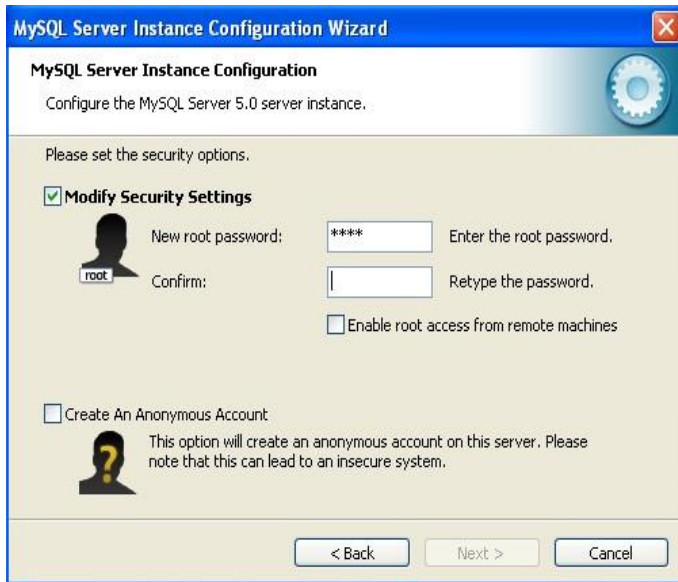 MySQL Server Instance Configuration Wizard
MySQL Server Instance Configuration
Configure the MySQL Server 5.0 server instance.
Please set the security options.
Modify Security Settings
New root password: **** Enter the root password.
root
Confirm: Retype the password.
Enable root access from remote machines
Create An Anonymous Account
This option will create an anonymous account on this server. Please
note that this can lead to an insecure system.
< Back Next > Cancel